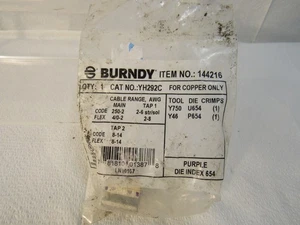 BURNDY ITEM NO.: 144216
QTY: 1 CAT NO.: YH292C FOR COPPER ONLY
CABLE RANGE, AWG
MAIN TAP 1
CODE 250-2 2-8 str/sol
FLEX 4/0-2 2-8
TOOL DIE CRIMPS
Y750 U654 (1)
Y46 P654 (1)
(1)
TAP 2
CODE 8-14
FLEX 8-14
PURPLE
DIE INDEX 654